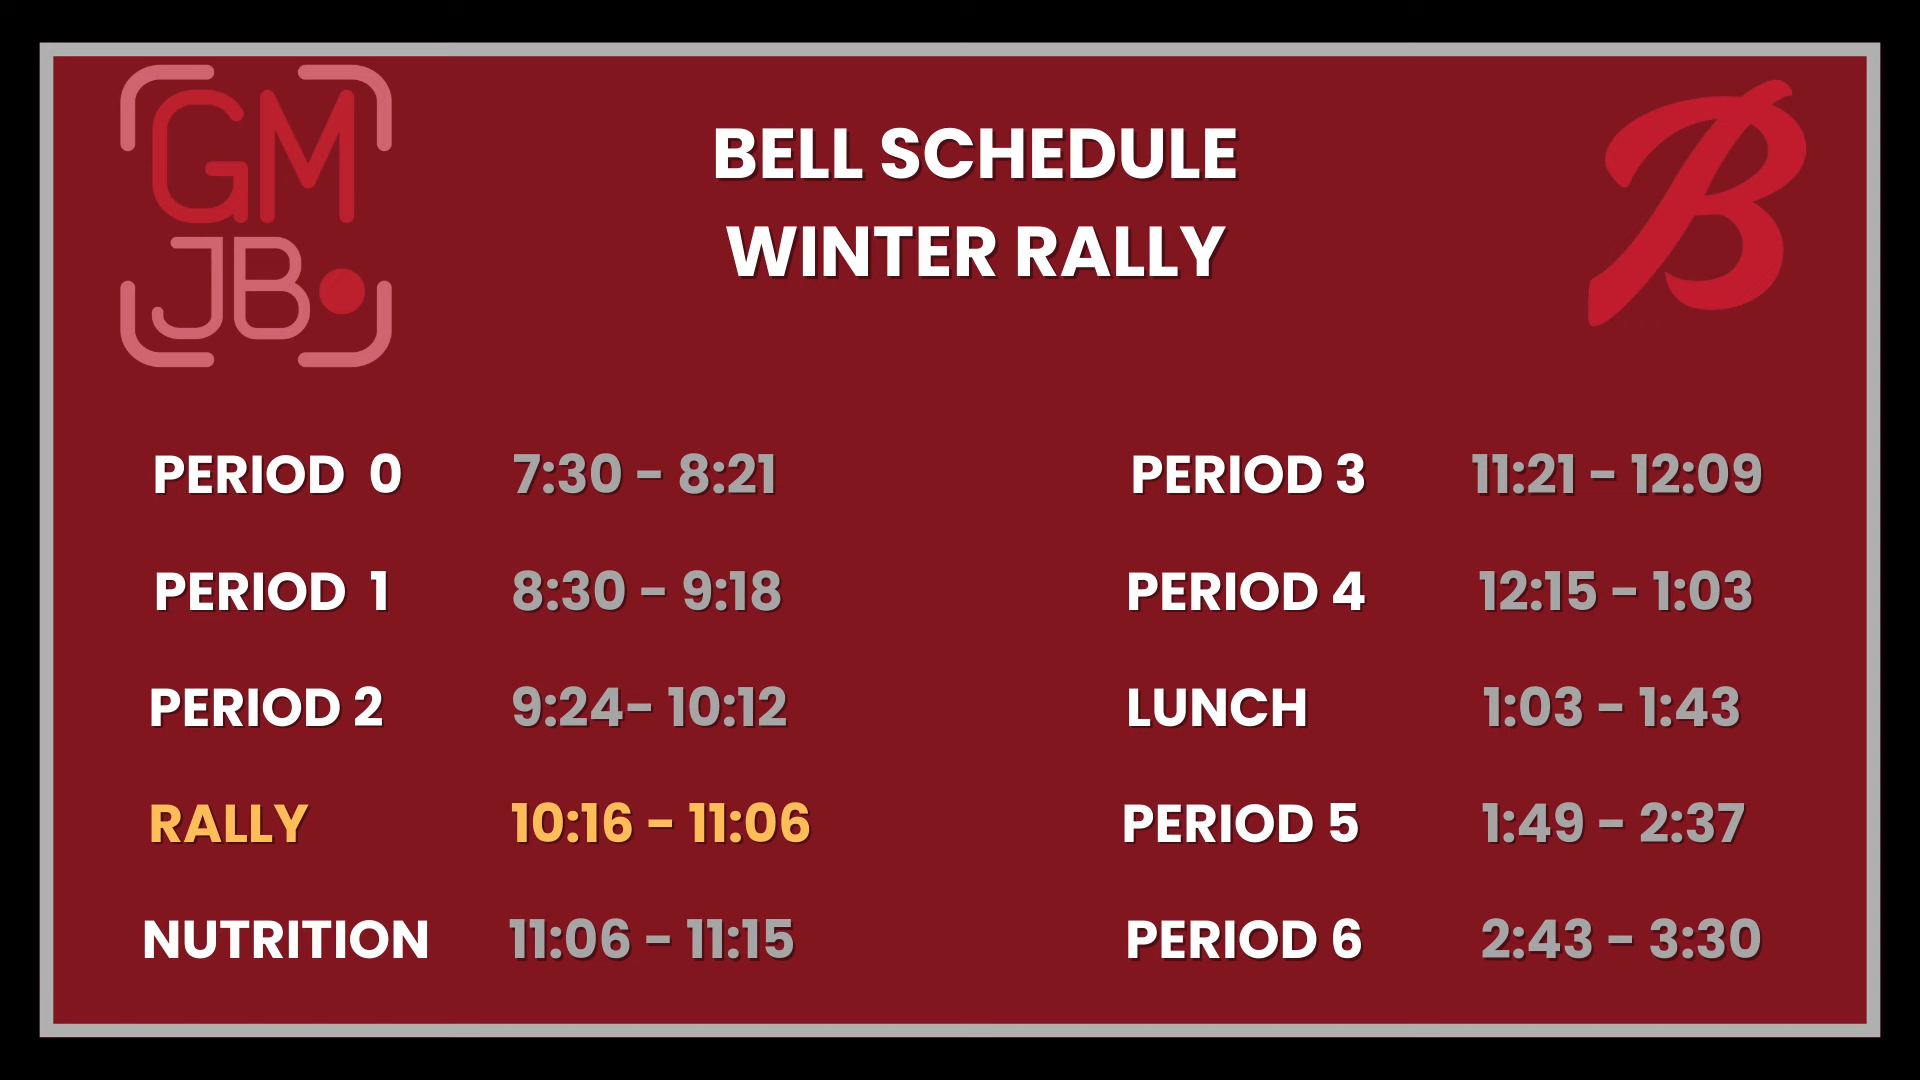 GM
JB
B
BELL SCHEDULE
WINTER RALLY
PERIOD 0 7:30 - 8:21
PERIOD 1 8:30 - 9:18
PERIOD 2 9:24- 10:12
RALLY 10:16 - 11:06
NUTRITION 11:06 - 11:15
PERIOD 3 11:21 - 12:09
PERIOD 4 12:15 - 1:03
LUNCH 1:03 - 1:43
PERIOD 5 1:49 - 2:37
PERIOD 6 2:43 - 3:30